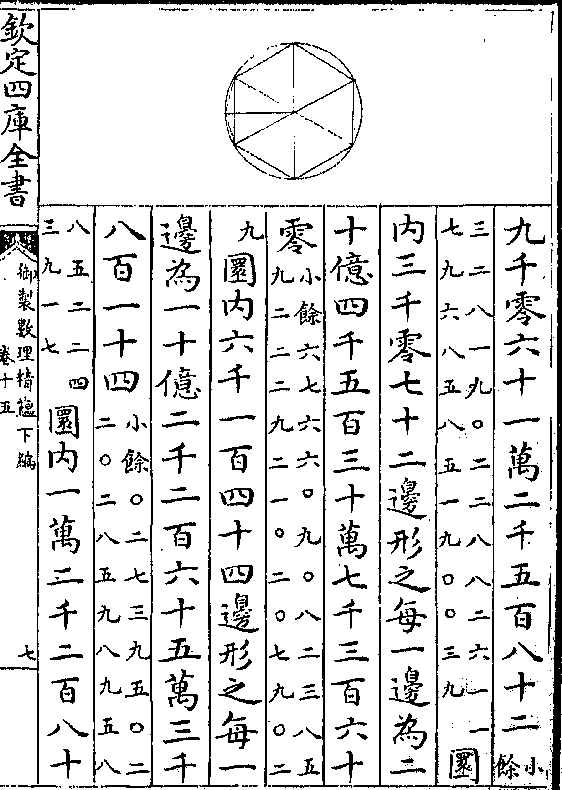 九千零六十一萬二千五百八十二小餘
三二八一九〇二二八八二六一一
七九六八五八五一九〇〇三九
圜
内三千零七十二邊形之每一邊為二
十億四千五百三十萬七千三百六十
零小餘六七六六〇九〇八二三八五
九二二二九二一〇二〇七九〇二
九圜内六千一百四十四邊形之每一
邊為一十億二千二百六十五萬三千
八百一十四小餘〇二七三九五〇二
二〇二八五九八九五八
八五二二四
三九一七
圜内一萬二千二百八十
欽定四庫全書
御製數理精藴下編
卷十五
七